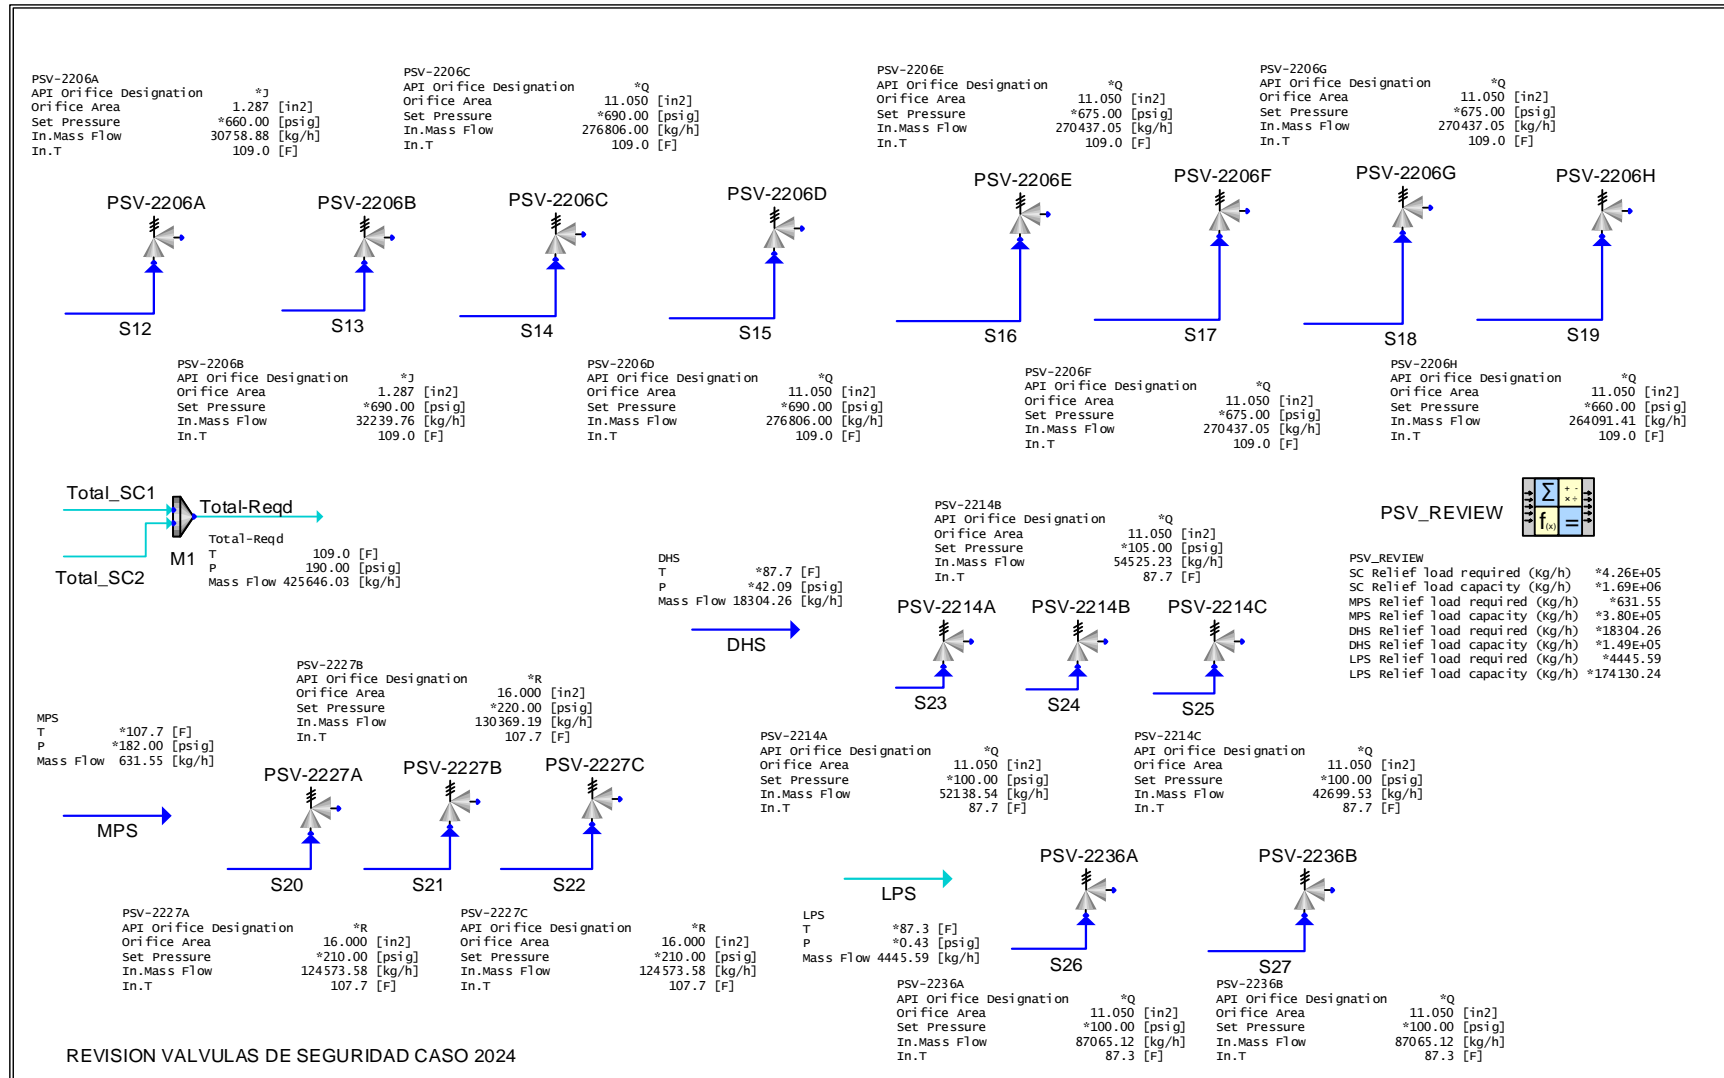 PSV-2206A
API Orifice Designation *J
Orifice Area 1.287 [in2]
Set Pressure *660.00 [psig]
In.Mass Flow 30758.88 [kg/h]
In.T 109.0 [F]
PSV-2206C
API Orifice Designation *Q
Orifice Area 11.050 [in2]
Set Pressure *690.00 [psig]
In.Mass Flow 276806.00 [kg/h]
In.T 109.0 [F]
PSV-2206E
API Orifice Designation *Q
Orifice Area 11.050 [in2]
Set Pressure *675.00 [psig]
In.Mass Flow 270437.05 [kg/h]
In.T 109.0 [F]
PSV-2206G
API Orifice Designation *Q
Orifice Area 11.050 [in2]
Set Pressure *675.00 [psig]
In.Mass Flow 270437.05 [kg/h]
In.T 109.0 [F]
PSV-2206A
PSV-2206B
PSV-2206C
PSV-2206D
PSV-2206E
PSV-2206F
PSV-2206G
PSV-2206H
S12
S13
S14
S15
S16
S17
S18
S19
PSV-2206B
API Orifice Designation *J
Orifice Area 1.287 [in2]
Set Pressure *690.00 [psig]
In.Mass Flow 32239.76 [kg/h]
In.T 109.0 [F]
PSV-2206D
API Orifice Designation *Q
Orifice Area 11.050 [in2]
Set Pressure *690.00 [psig]
In.Mass Flow 276806.00 [kg/h]
In.T 109.0 [F]
PSV-2206F
API Orifice Designation *Q
Orifice Area 11.050 [in2]
Set Pressure *675.00 [psig]
In.Mass Flow 270437.05 [kg/h]
In.T 109.0 [F]
PSV-2206H
API Orifice Designation *Q
Orifice Area 11.050 [in2]
Set Pressure *660.00 [psig]
In.Mass Flow 264091.41 [kg/h]
In.T 109.0 [F]
Total_SC1
Total-Reqd
Total_SC2
M1
Total-Reqd
T 109.0 [F]
P 190.00 [psig]
Mass Flow 425646.03 [kg/h]
DHS
T *87.7 [F]
P *42.09 [psig]
Mass Flow 18304.26 [kg/h]
DHS
PSV-2214B
API Orifice Designation *Q
Orifice Area 11.050 [in2]
Set Pressure *105.00 [psig]
In.Mass Flow 54525.23 [kg/h]
In.T 87.7 [F]
PSV-2214A
PSV-2214B
PSV-2214C
S23
S24
S25
PSV_REVIEW
Σ + - × ÷
f(x) =
PSV_REVIEW
SC Relief load required (Kg/h) *4.26E+05
SC Relief load capacity (Kg/h) *1.69E+06
MPS Relief load required (Kg/h) *631.55
MPS Relief load capacity (Kg/h) *3.80E+05
DHS Relief load required (Kg/h) *18304.26
DHS Relief load capacity (Kg/h) *1.49E+05
LPS Relief load required (Kg/h) *4445.59
LPS Relief load capacity (Kg/h) *174130.24
PSV-2227B
API Orifice Designation *R
Orifice Area 16.000 [in2]
Set Pressure *220.00 [psig]
In.Mass Flow 130369.19 [kg/h]
In.T 107.7 [F]
MPS
T *107.7 [F]
P *182.00 [psig]
Mass Flow 631.55 [kg/h]
MPS
PSV-2227A
PSV-2227B
PSV-2227C
S20
S21
S22
PSV-2214A
API Orifice Designation *Q
Orifice Area 11.050 [in2]
Set Pressure *100.00 [psig]
In.Mass Flow 52138.54 [kg/h]
In.T 87.7 [F]
PSV-2214C
API Orifice Designation *Q
Orifice Area 11.050 [in2]
Set Pressure *100.00 [psig]
In.Mass Flow 42699.53 [kg/h]
In.T 87.7 [F]
PSV-2227A
API Orifice Designation *R
Orifice Area 16.000 [in2]
Set Pressure *210.00 [psig]
In.Mass Flow 124573.58 [kg/h]
In.T 107.7 [F]
PSV-2227C
API Orifice Designation *R
Orifice Area 16.000 [in2]
Set Pressure *210.00 [psig]
In.Mass Flow 124573.58 [kg/h]
In.T 107.7 [F]
LPS
LPS
T *87.3 [F]
P *0.43 [psig]
Mass Flow 4445.59 [kg/h]
PSV-2236A
PSV-2236B
S26
S27
PSV-2236A
API Orifice Designation *Q
Orifice Area 11.050 [in2]
Set Pressure *100.00 [psig]
In.Mass Flow 87065.12 [kg/h]
In.T 87.3 [F]
PSV-2236B
API Orifice Designation *Q
Orifice Area 11.050 [in2]
Set Pressure *100.00 [psig]
In.Mass Flow 87065.12 [kg/h]
In.T 87.3 [F]
REVISION VALVULAS DE SEGURIDAD CASO 2024